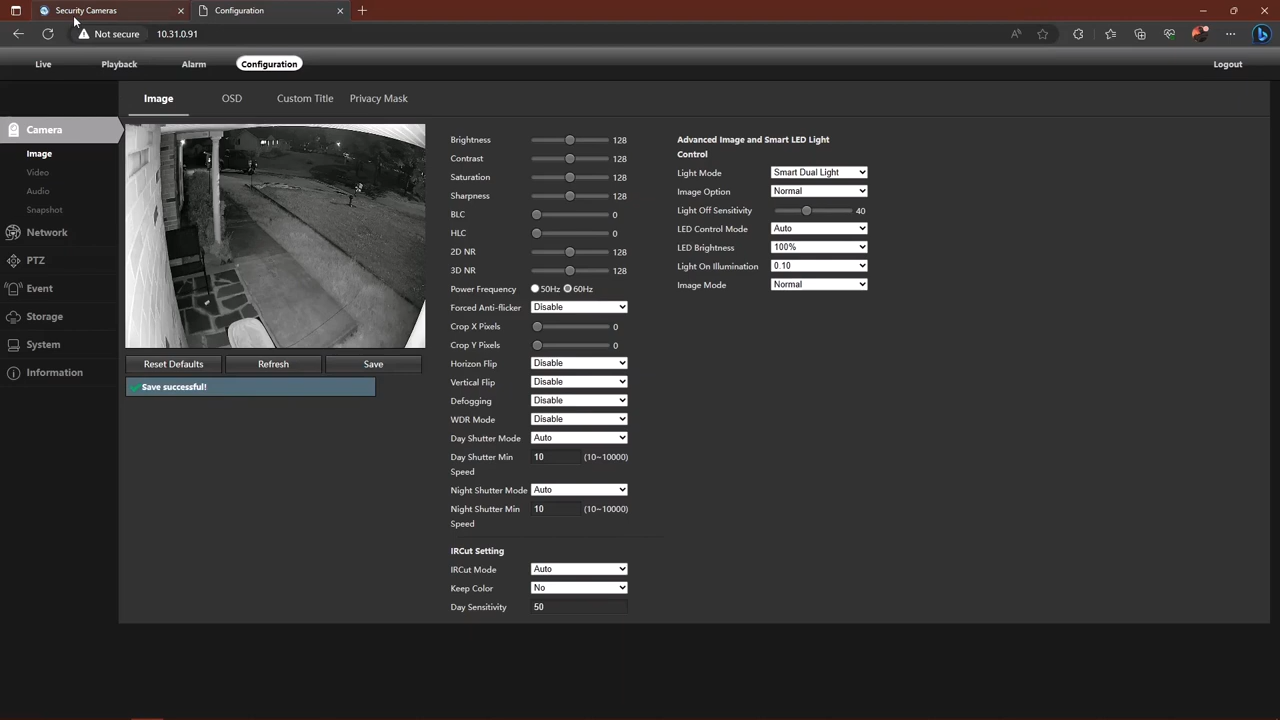 Security Cameras
Configuration
Not secure
10.31.0.91
Live
Playback
Alarm
Configuration
Logout
Image
OSD
Custom Title
Privacy Mask
Camera
Image
Video
Audio
Snapshot
Network
PTZ
Event
Storage
System
Information
Reset Defaults
Refresh
Save
Save successful!
Brightness 128
Contrast 128
Saturation 128
Sharpness 128
BLC 0
HLC 0
2D NR 128
3D NR 128
Power Frequency 50Hz 60Hz
Forced Anti-flicker Disable
Crop X Pixels 0
Crop Y Pixels 0
Horizon Flip Disable
Vertical Flip Disable
Defogging Disable
WDR Mode Disable
Day Shutter Mode Auto
Day Shutter Min 10 (10~10000)
Speed
Night Shutter Mode Auto
Night Shutter Min 10 (10~10000)
Speed
IRCut Setting
IRCut Mode Auto
Keep Color No
Day Sensitivity 50
Advanced Image and Smart LED Light
Control
Light Mode Smart Dual Light
Image Option Normal
Light Off Sensitivity 40
LED Control Mode Auto
LED Brightness 100%
Light On Illumination 0.10
Image Mode Normal